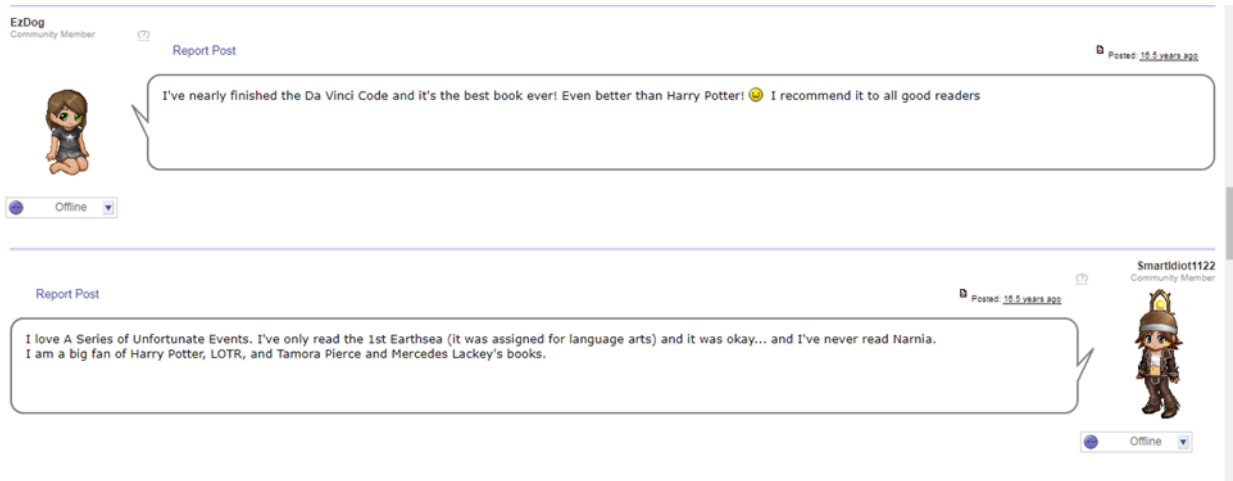 EzDog
Community Member
(?)
Report Post
Posted: 16.5 years ago
I've nearly finished the Da Vinci Code and it's the best book ever! Even better than Harry Potter! I recommend it to all good readers
Offline
SmartIdiot1122
Community Member
(?)
Report Post
Posted: 16.5 years ago
I love A Series of Unfortunate Events. I've only read the 1st Earthsea (it was assigned for language arts) and it was okay... and I've never read Narnia.
I am a big fan of Harry Potter, LOTR, and Tamora Pierce and Mercedes Lackey's books.
Offline